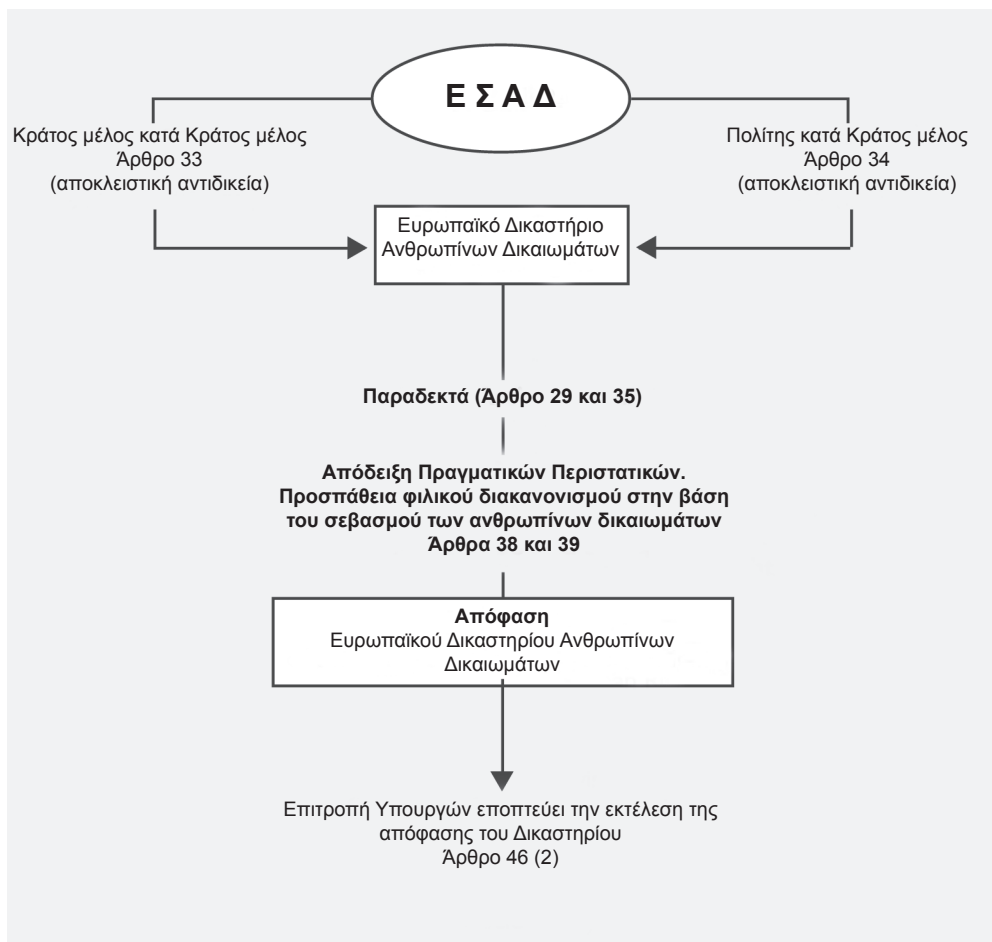 Ε Σ Α Δ
Κράτος μέλος κατά Κράτος μέλος
Άρθρο 33
(αποκλειστική αντιδικεία)
Πολίτης κατά Κράτος μέλος
Άρθρο 34
(αποκλειστική αντιδικεία)
Ευρωπαϊκό Δικαστήριο
Ανθρωπίνων Δικαιωμάτων
Παραδεκτά (Άρθρο 29 και 35)
Απόδειξη Πραγματικών Περιστατικών.
Προσπάθεια φιλικού διακανονισμού στην βάση
του σεβασμού των ανθρωπίνων δικαιωμάτων
Άρθρα 38 και 39
Απόφαση
Ευρωπαϊκού Δικαστηρίου Ανθρωπίνων
Δικαιωμάτων
Επιτροπή Υπουργών εποπτεύει την εκτέλεση της
απόφασης του Δικαστηρίου
Άρθρο 46 (2)